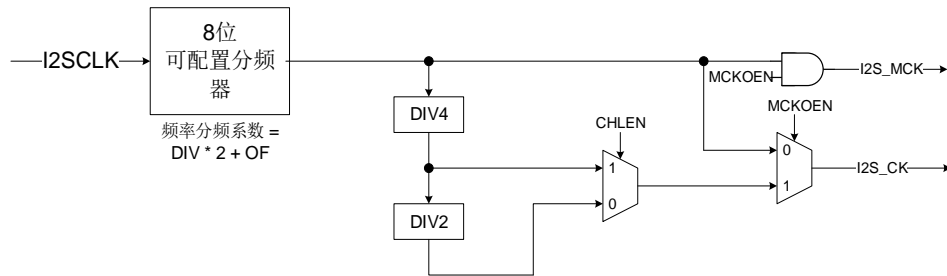 I2SCLK
8位
可配置分频
器
频率分频系数 =
DIV * 2 + OF
DIV4
DIV2
CHLEN
1
0
MCKOEN
I2S_MCK
MCKOEN
0
1
I2S_CK